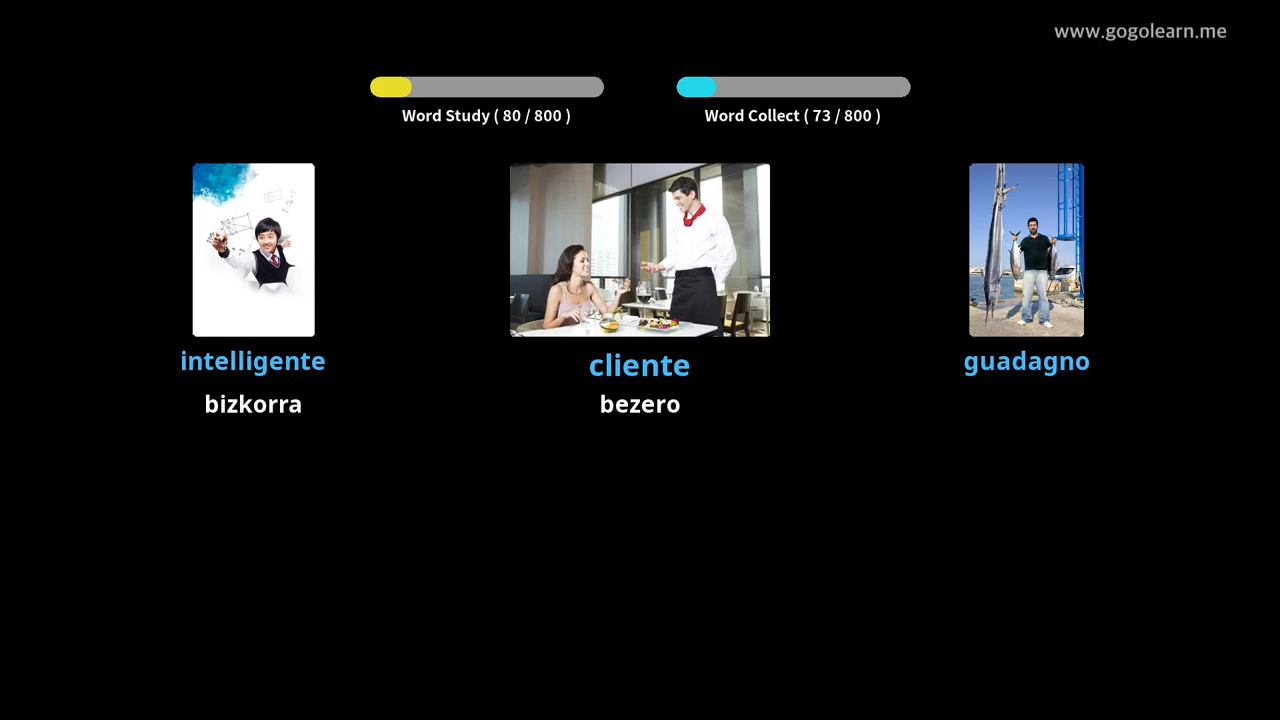 www.gogolearn.me
Word Study ( 80 / 800 )
Word Collect ( 73 / 800 )
intelligente
cliente
guadagno
bizkorra
bezero